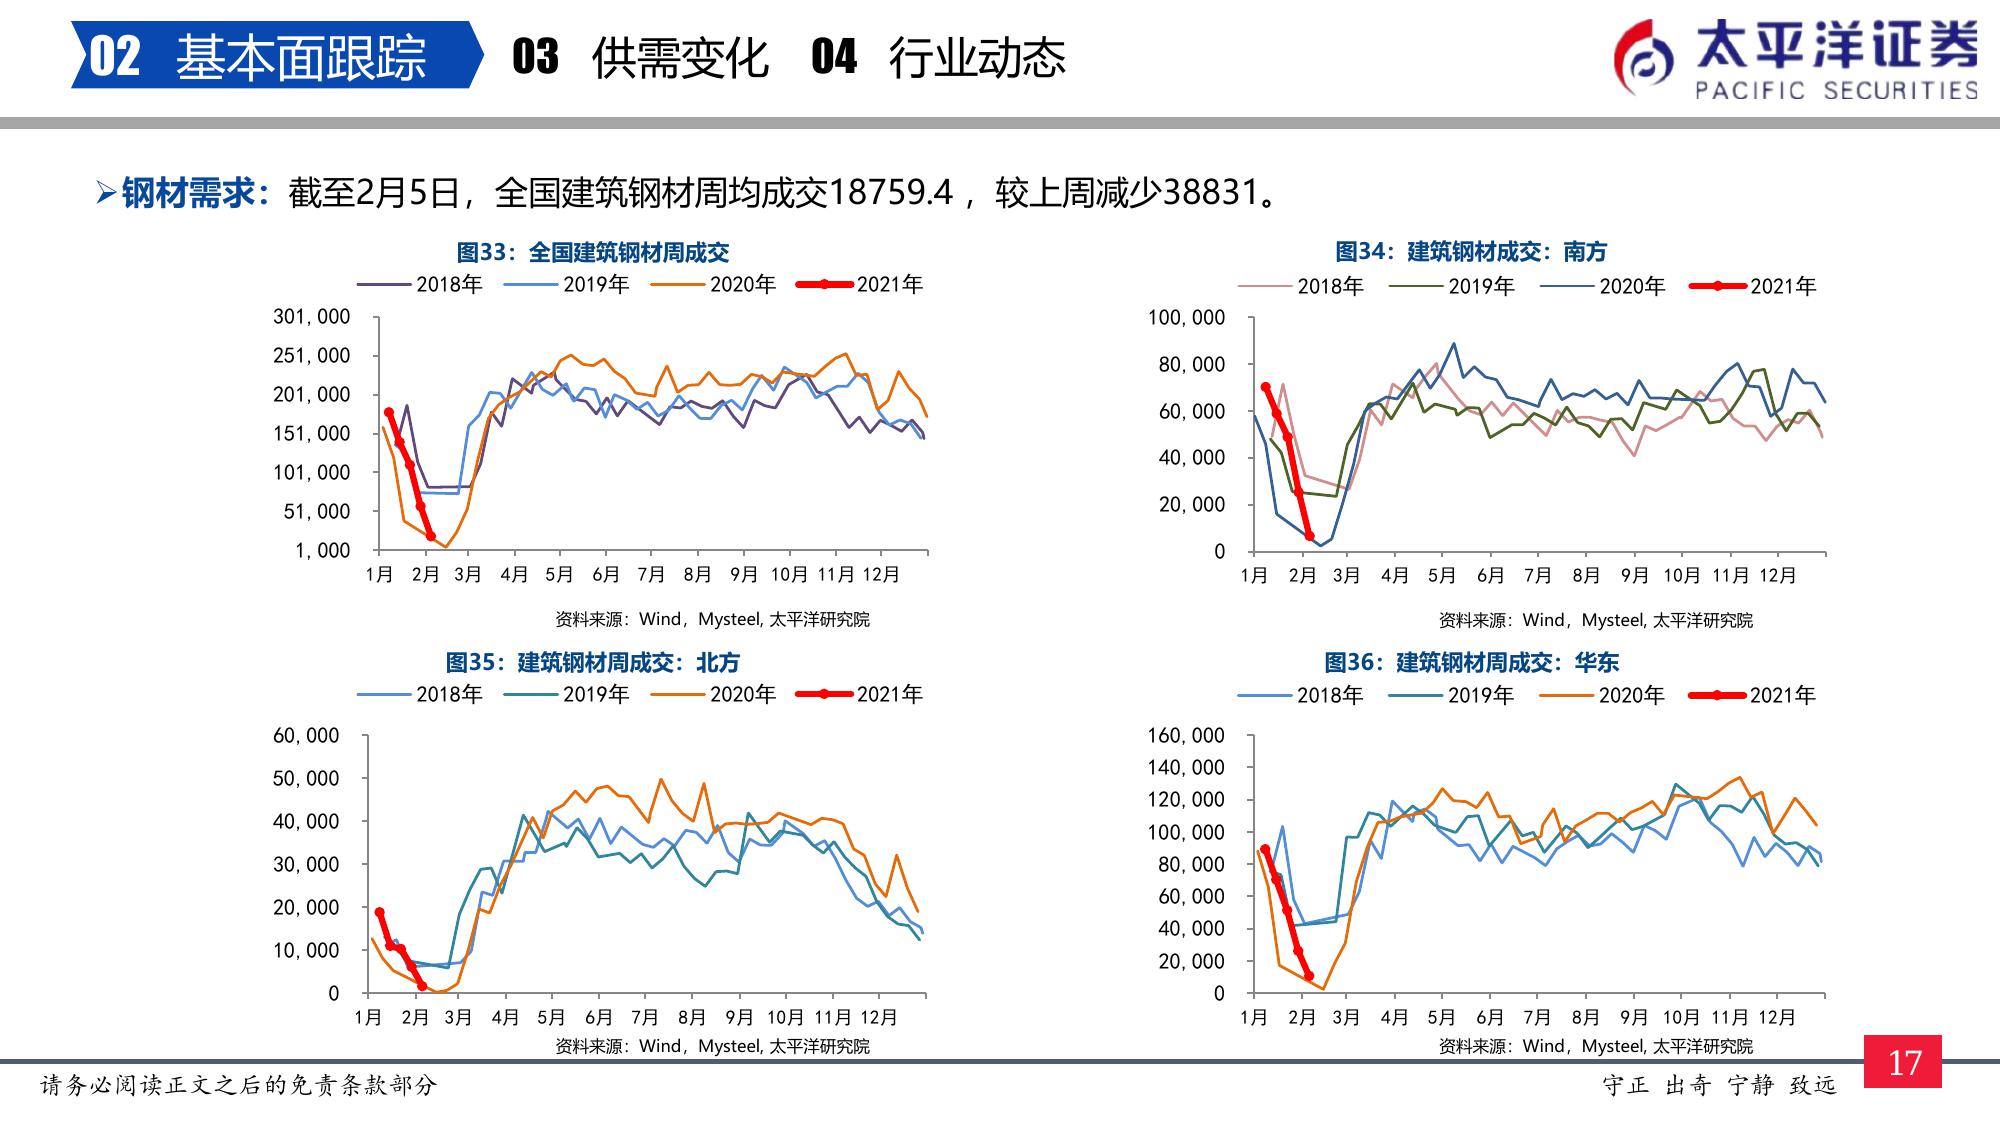 02 基本面跟踪 03 供需变化 04 行业动态
太平洋证券
PACIFIC SECURITIES
➢钢材需求：截至2月5日，全国建筑钢材周均成交18759.4 ，较上周减少38831。
图33：全国建筑钢材周成交
2018年 2019年 2020年 2021年
301,000
251,000
201,000
151,000
101,000
51,000
1,000
1月 2月 3月 4月 5月 6月 7月 8月 9月 10月 11月 12月
资料来源：Wind，Mysteel, 太平洋研究院
图34：建筑钢材成交：南方
2018年 2019年 2020年 2021年
100,000
80,000
60,000
40,000
20,000
0
1月 2月 3月 4月 5月 6月 7月 8月 9月 10月 11月 12月
资料来源：Wind，Mysteel, 太平洋研究院
图35：建筑钢材周成交：北方
2018年 2019年 2020年 2021年
60,000
50,000
40,000
30,000
20,000
10,000
0
1月 2月 3月 4月 5月 6月 7月 8月 9月 10月 11月 12月
资料来源：Wind，Mysteel, 太平洋研究院
图36：建筑钢材周成交：华东
2018年 2019年 2020年 2021年
160,000
140,000
120,000
100,000
80,000
60,000
40,000
20,000
0
1月 2月 3月 4月 5月 6月 7月 8月 9月 10月 11月 12月
资料来源：Wind，Mysteel, 太平洋研究院
请务必阅读正文之后的免责条款部分
守正 出奇 宁静 致远
17